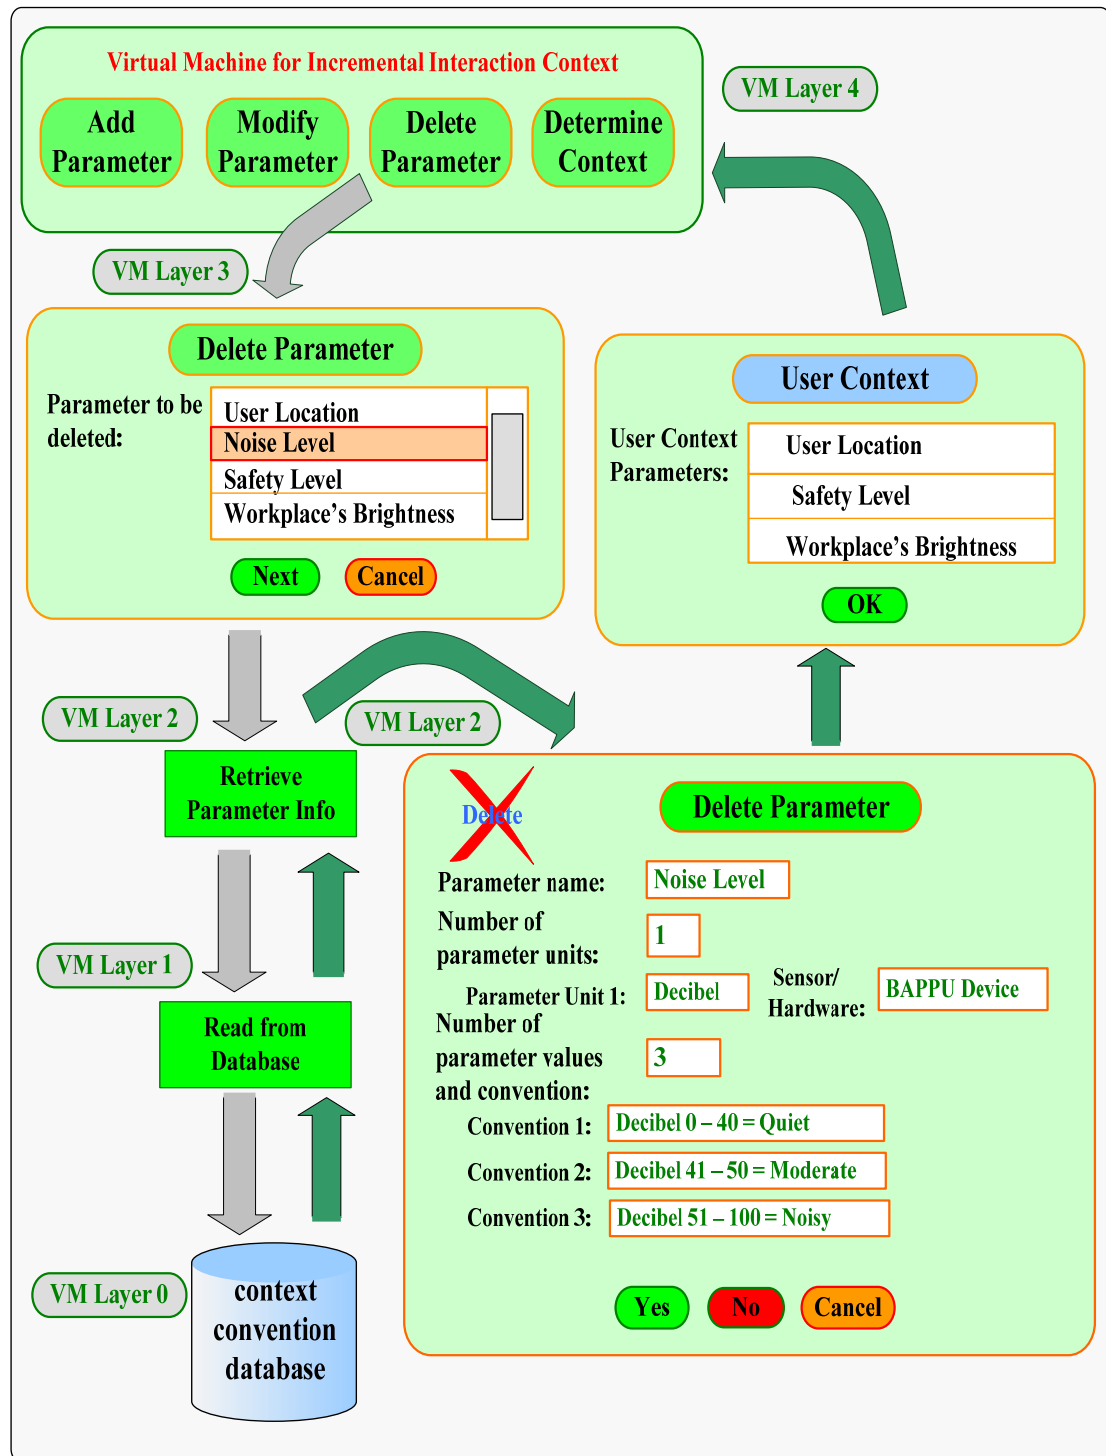 Virtual Machine for Incremental Interaction Context
VM Layer 4
Add
Parameter
Modify
Parameter
Delete
Parameter
Determine
Context
VM Layer 3
Delete Parameter
Parameter to be
deleted:
User Location
Noise Level
Safety Level
Workplace's Brightness
Next
Cancel
User Context
User Context
Parameters:
User Location
Safety Level
Workplace's Brightness
OK
VM Layer 2
VM Layer 2
Retrieve
Parameter Info
VM Layer 1
Read from
Database
VM Layer 0
context
convention
database
Delete
Delete Parameter
Parameter name:
Noise Level
Number of
parameter units:
1
Parameter Unit 1:
Decibel
Sensor/
Hardware:
BAPPU Device
Number of
parameter values
and convention:
3
Convention 1:
Decibel 0 – 40 = Quiet
Convention 2:
Decibel 41 – 50 = Moderate
Convention 3:
Decibel 51 – 100 = Noisy
Yes
No
Cancel